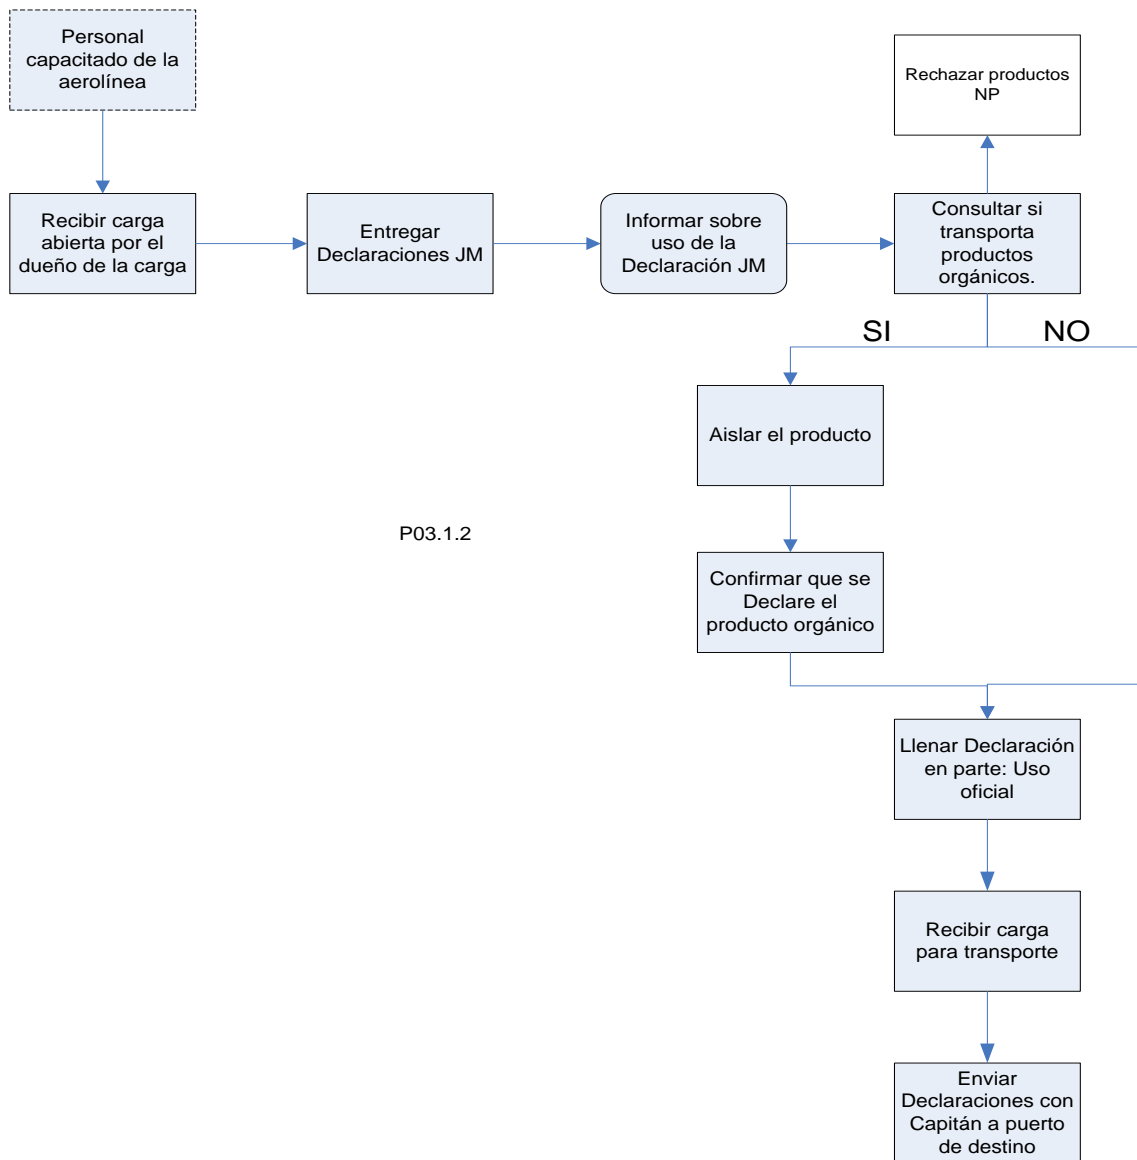 Personal
capacitado de la
aerolínea
Rechazar productos
NP
Recibir carga
abierta por el
dueño de la carga
Entregar
Declaraciones JM
Informar sobre
uso de la
Declaración JM
Consultar si
transporta
productos
orgánicos.
SI
NO
Aislar el producto
P03.1.2
Confirmar que se
Declare el
producto orgánico
Llenar Declaración
en parte: Uso
oficial
Recibir carga
para transporte
Enviar
Declaraciones con
Capitán a puerto
de destino